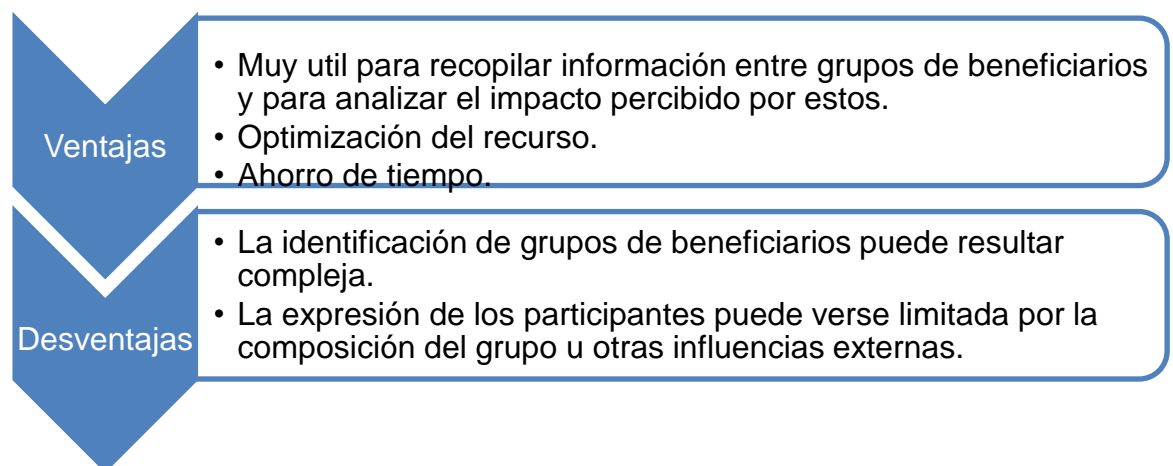 Ventajas
• Muy util para recopilar información entre grupos de beneficiarios
y para analizar el impacto percibido por estos.
• Optimización del recurso.
• Ahorro de tiempo.
Desventajas
• La identificación de grupos de beneficiarios puede resultar
compleja.
• La expresión de los participantes puede verse limitada por la
composición del grupo u otras influencias externas.